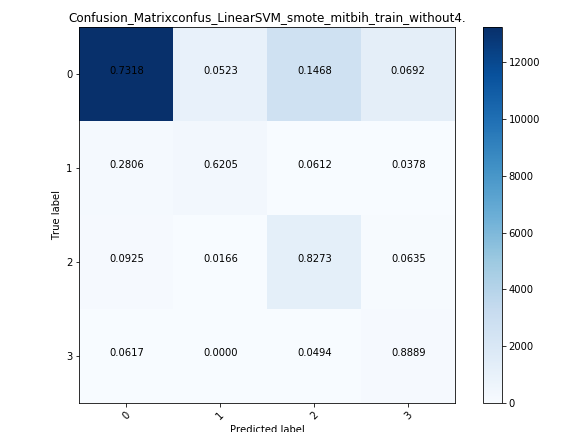 Confusion_Matrixconfus_LinearSVM_smote_mitbih_train_without4.
0 0.7318 0.0523 0.1468 0.0692
1 0.2806 0.6205 0.0612 0.0378
2 0.0925 0.0166 0.8273 0.0635
3 0.0617 0.0000 0.0494 0.8889
0 1 2 3
True label
Predicted label
12000
10000
8000
6000
4000
2000
0